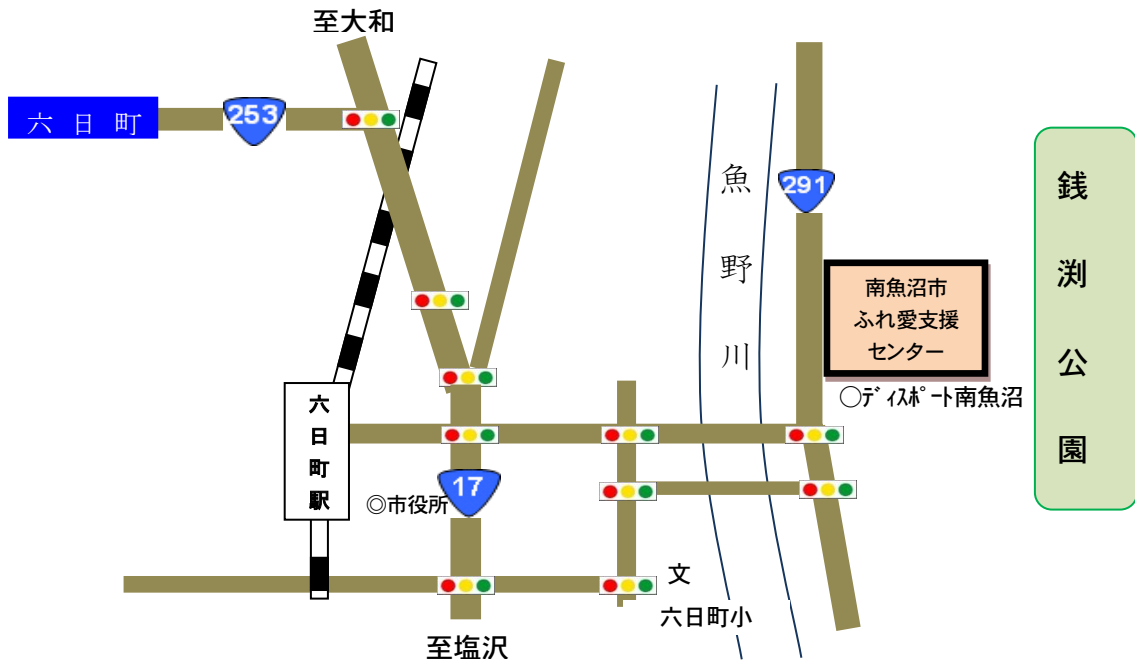 至大和
六日町
253
291
魚野川
銭渕公園
南魚沼市
ふれ愛支援
センター
○ディスポート南魚沼
六日町駅
17
◎市役所
文
六日町小
至塩沢